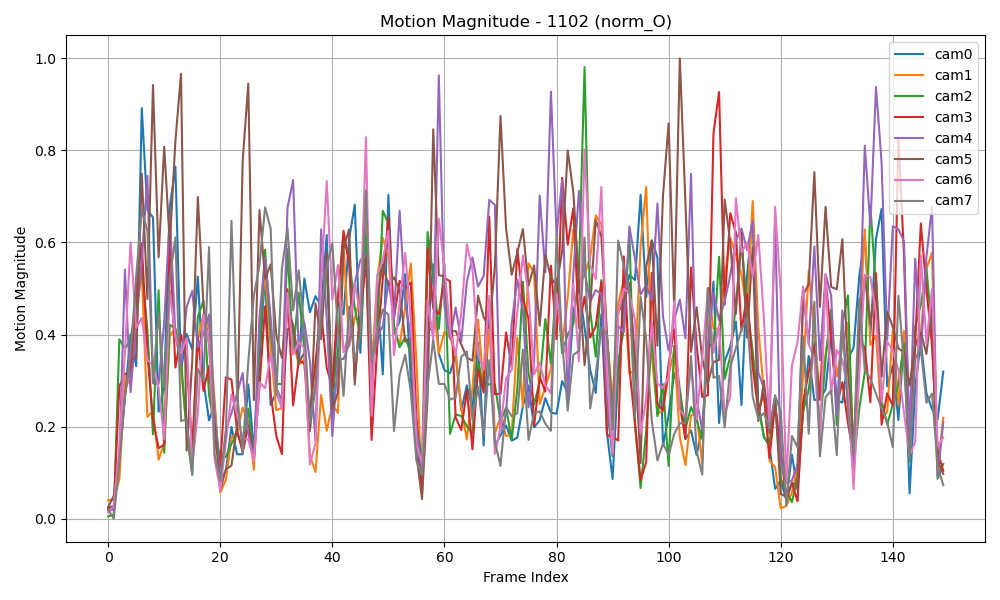 Motion Magnitude - 1102 (norm_O)
1.0
0.8
0.6
0.4
0.2
0.0
Motion Magnitude
0
20
40
60
80
100
120
140
Frame Index
cam0
cam1
cam2
cam3
cam4
cam5
cam6
cam7